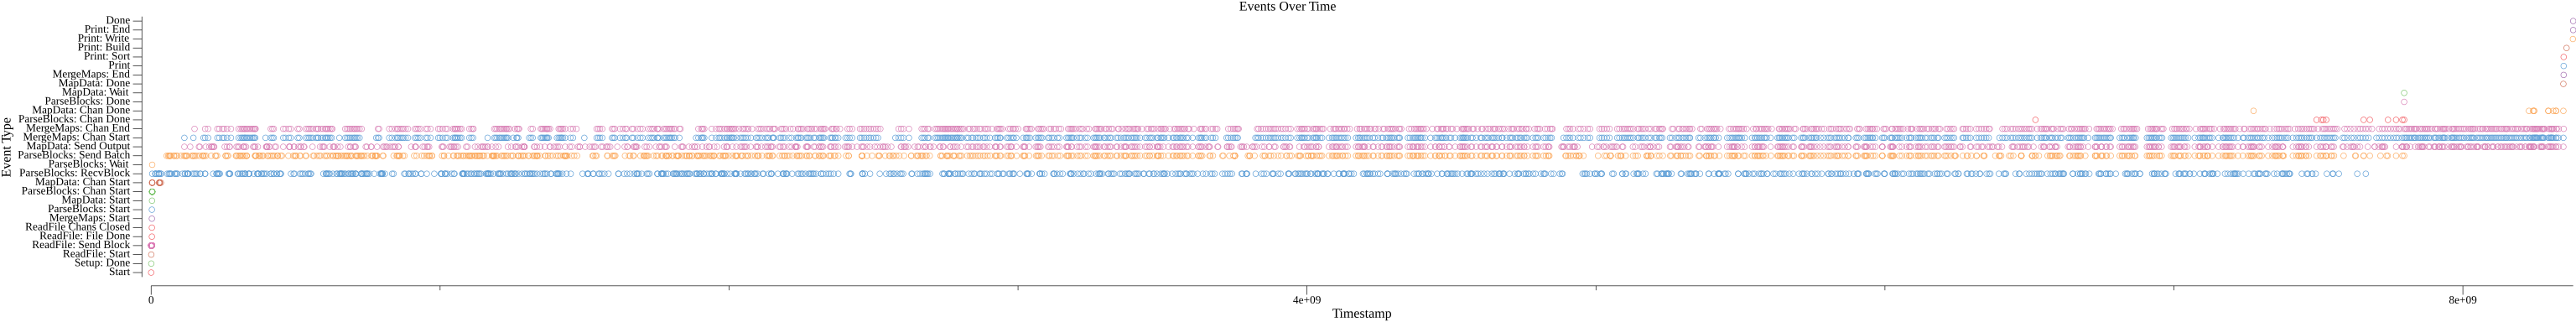 Events Over Time
Event Type
Done
Print: End
Print: Write
Print: Build
Print: Sort
Print
MergeMaps: End
MapData: Done
MapData: Wait
ParseBlocks: Done
MapData: Chan Done
ParseBlocks: Chan Done
MergeMaps: Chan End
MergeMaps: Chan Start
MapData: Send Output
ParseBlocks: Send Batch
ParseBlocks: Wait
ParseBlocks: RecvBlock
MapData: Chan Start
ParseBlocks: Chan Start
MapData: Start
ParseBlocks: Start
MergeMaps: Start
ReadFile Chans Closed
ReadFile: File Done
ReadFile: Send Block
ReadFile: Start
Setup: Done
Start
0 4e+09 8e+09
Timestamp